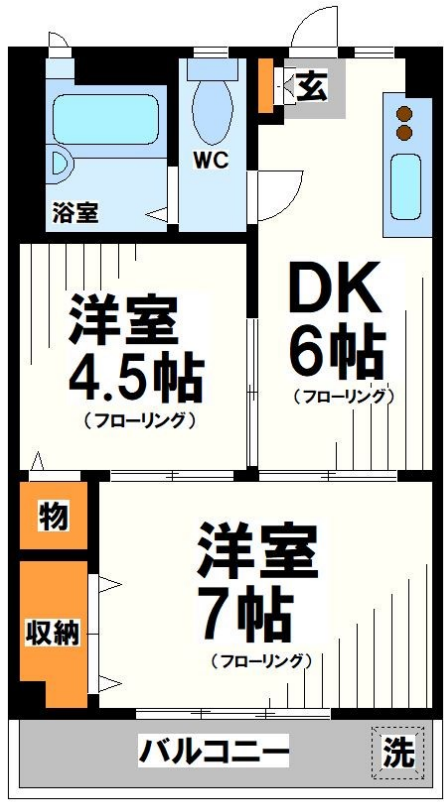 玄
WC
浴室
DK
6帖
(フローリング)
洋室
4.5帖
(フローリング)
物
洋室
7帖
(フローリング)
収納
バルコニー
洗